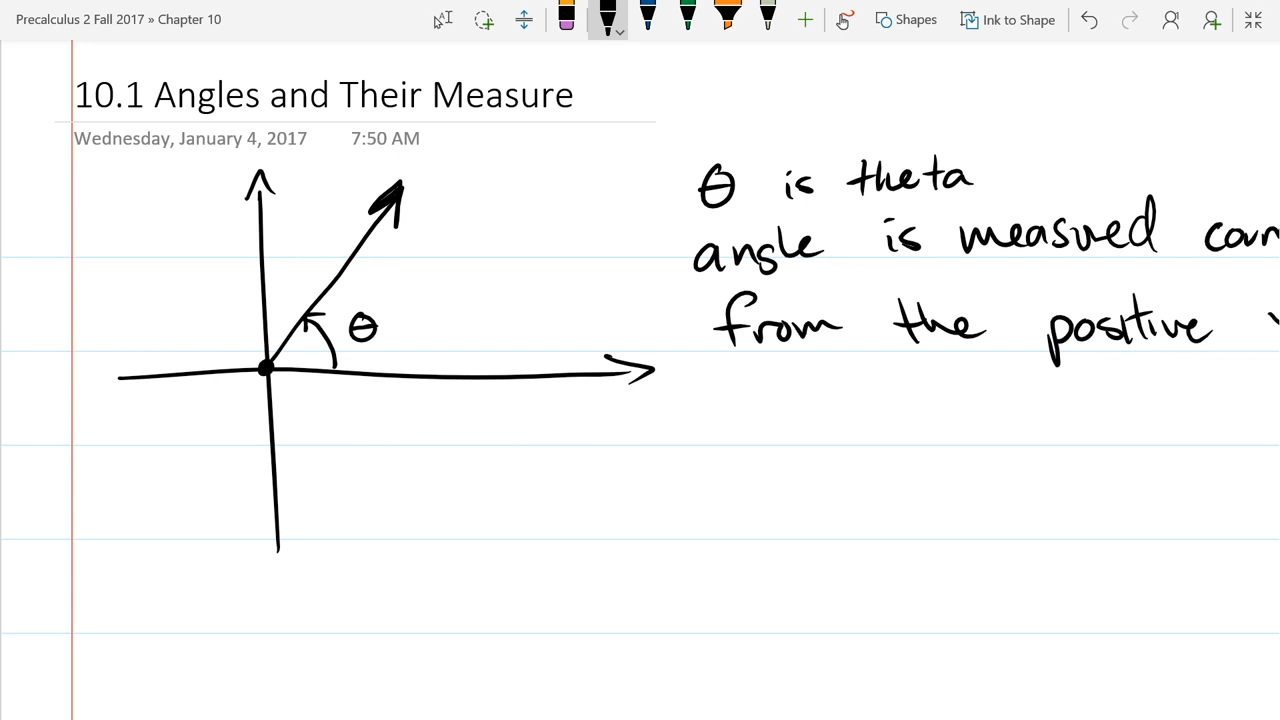 Precalculus 2 Fall 2017 » Chapter 10
Shapes
Ink to Shape
10.1 Angles and Their Measure
Wednesday, January 4, 2017 7:50 AM
θ is theta
angle is measured coun
from the positive
θ